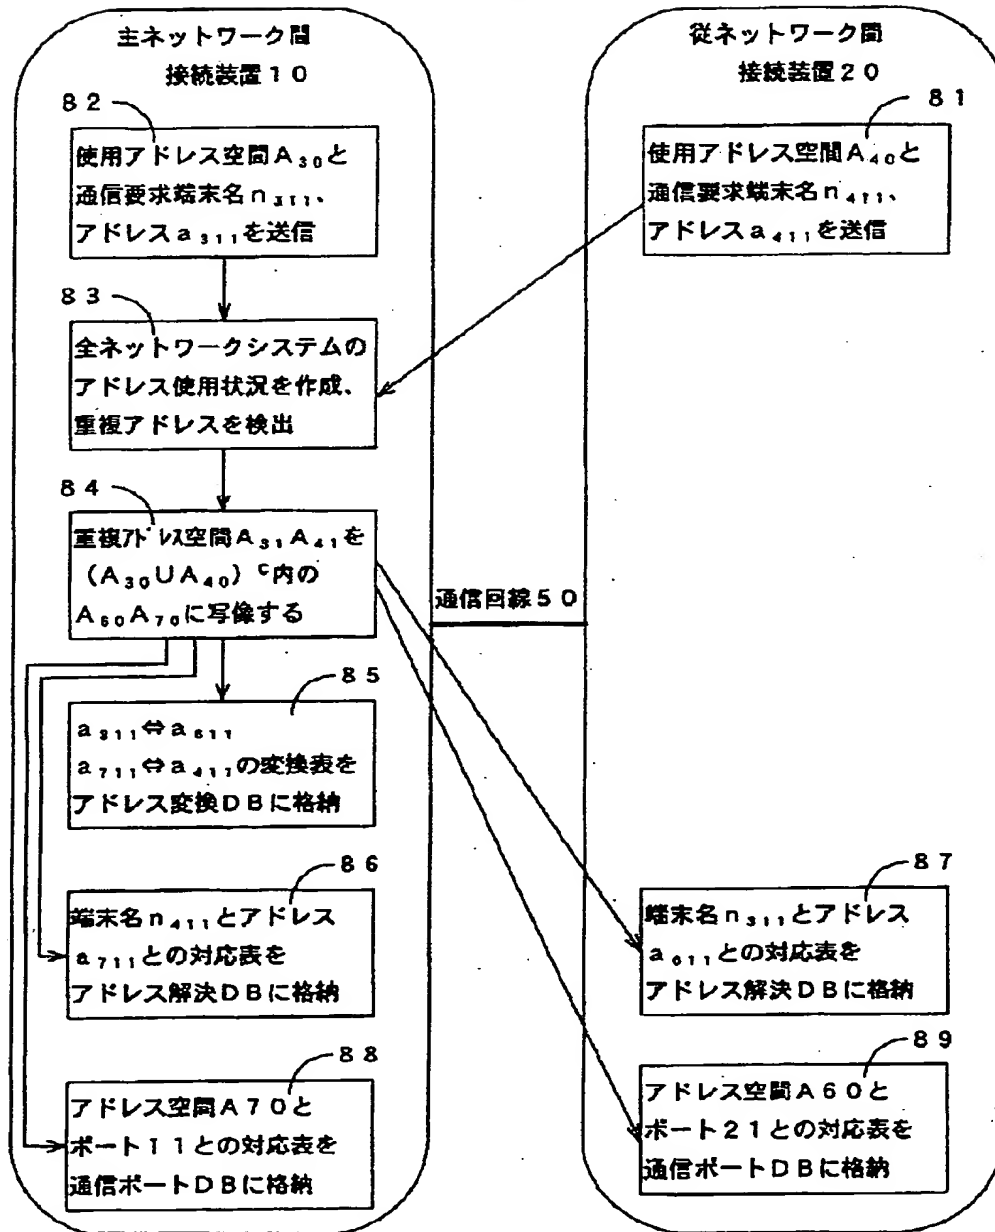 主ネットワーク間
接続装置10
82
使用アドレス空間A₃₀と
通信要求端末名n₃₁₁、
アドレスa₃₁₁を送信
83
全ネットワークシステムの
アドレス使用状況を作成、
重複アドレスを検出
84
重複アドレス空間A₃₁A₄₁を
(A₃₀UA₄₀)ᶜ内の
A₆₀A₇₀に写像する
85
a₃₁₁⇔a₆₁₁
a₇₁₁⇔a₄₁₁の変換表を
アドレス変換DBに格納
86
端末名n₄₁₁とアドレス
a₇₁₁との対応表を
アドレス解決DBに格納
88
アドレス空間A70と
ポート11との対応表を
通信ポートDBに格納
通信回線50
従ネットワーク間
接続装置20
81
使用アドレス空間A₄₀と
通信要求端末名n₄₁₁、
アドレスa₄₁₁を送信
87
端末名n₃₁₁とアドレス
a₆₁₁との対応表を
アドレス解決DBに格納
89
アドレス空間A60と
ポート21との対応表を
通信ポートDBに格納